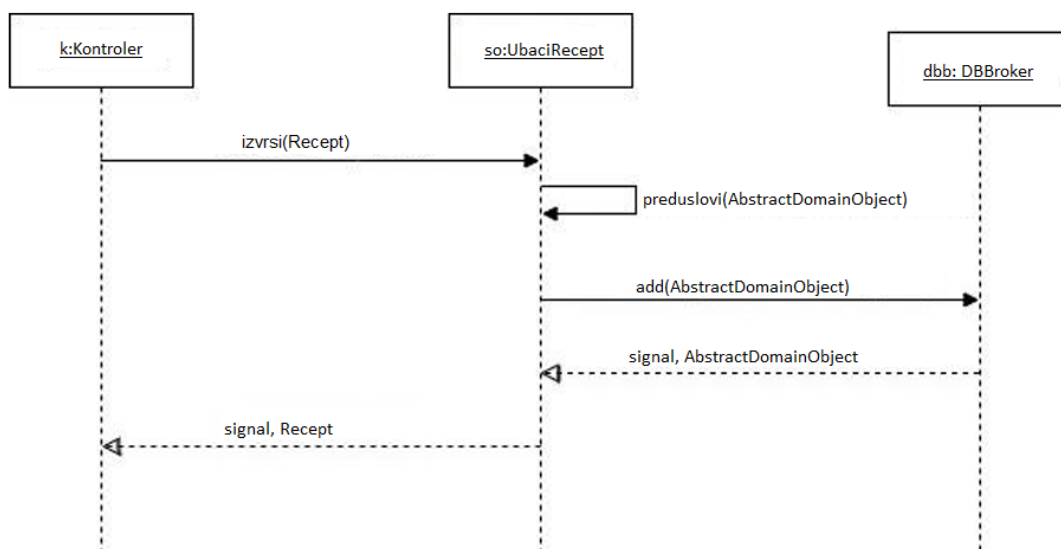 k:Kontroler
so:UbaciRecept
dbb: DBBroker
izvrsi(Recept)
preduslovi(AbstractDomainObject)
add(AbstractDomainObject)
signal, AbstractDomainObject
signal, Recept